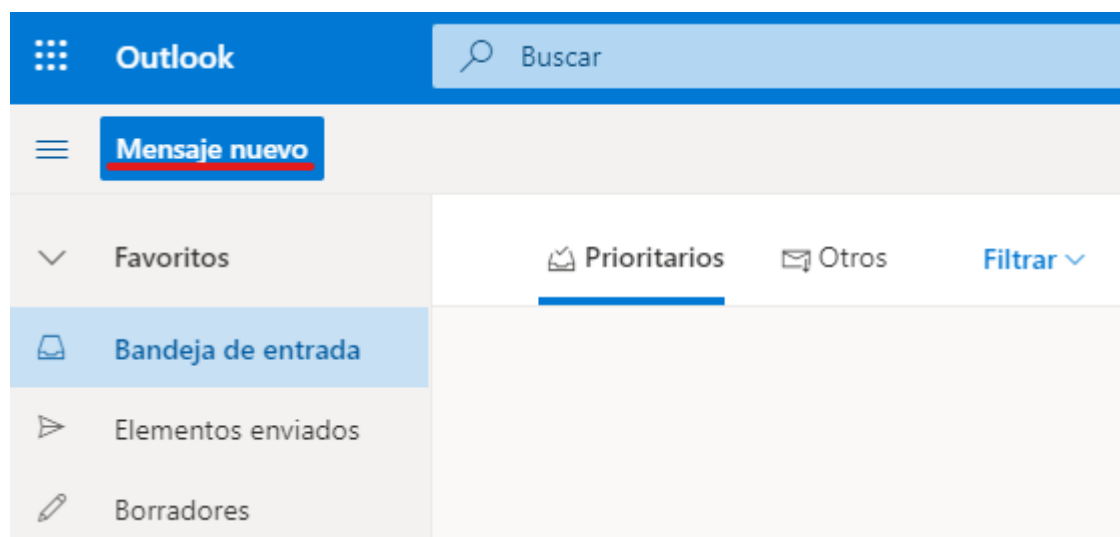 Outlook
Buscar
Mensaje nuevo
Favoritos
Prioritarios
Otros
Filtrar
Bandeja de entrada
Elementos enviados
Borradores